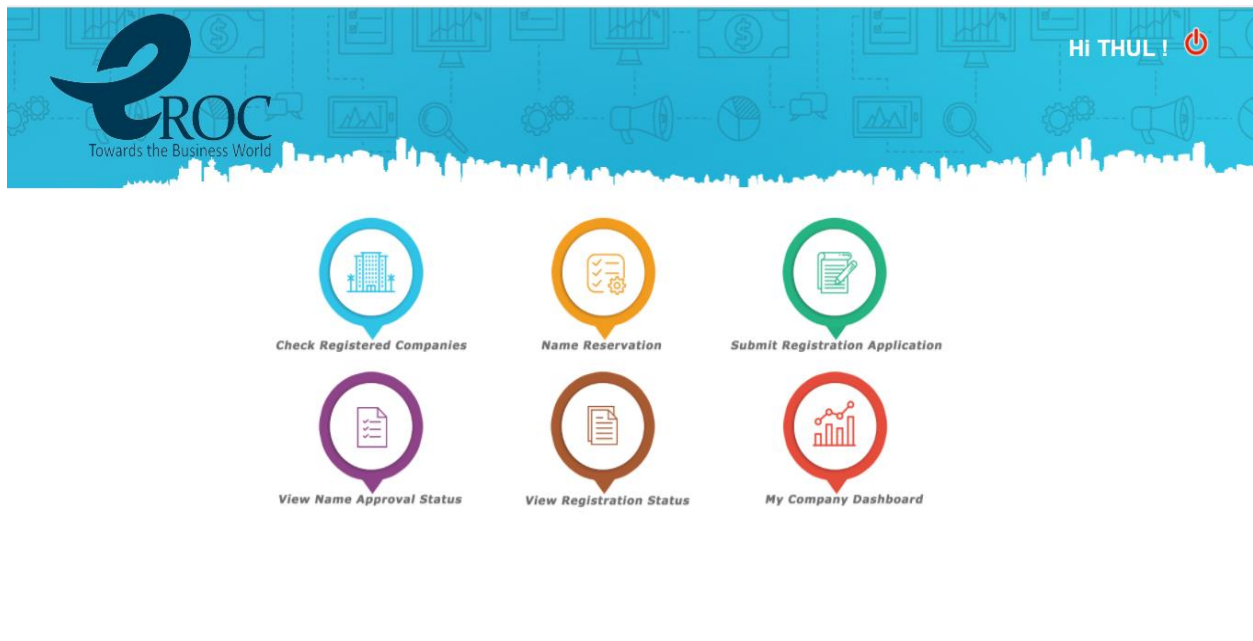 Hi THUL !
eROC
Towards the Business World
Check Registered Companies
Name Reservation
Submit Registration Application
View Name Approval Status
View Registration Status
My Company Dashboard